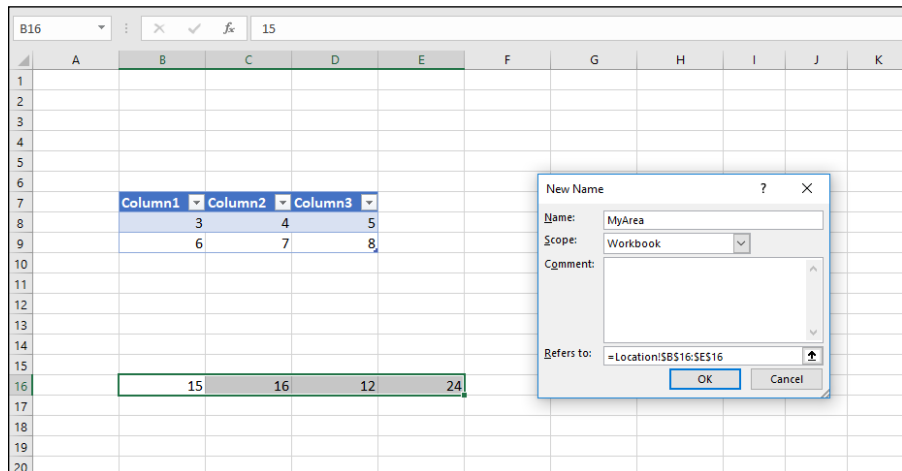 B16 fx 15
A B C D E F G H I J K
1
2
3
4
5
6
7 Column1 Column2 Column3
8 3 4 5
9 6 7 8
10
11
12
13
14
15
16 15 16 12 24
17
18
19
20
New Name ? X
Name: MyArea
Scope: Workbook
Comment:
Refers to: =Location!$B$16:$E$16
OK Cancel